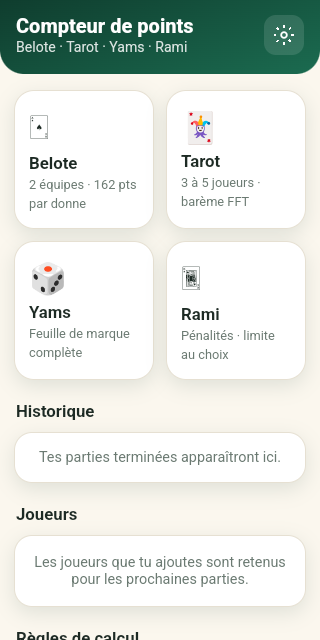 Compteur de points
Belote · Tarot · Yams · Rami
Belote
2 équipes · 162 pts
par donne
Tarot
3 à 5 joueurs ·
barème FFT
Yams
Feuille de marque
complète
Rami
Pénalités · limite
au choix
Historique
Tes parties terminées apparaîtront ici.
Joueurs
Les joueurs que tu ajoutes sont retenus
pour les prochaines parties.
Règles de calcul